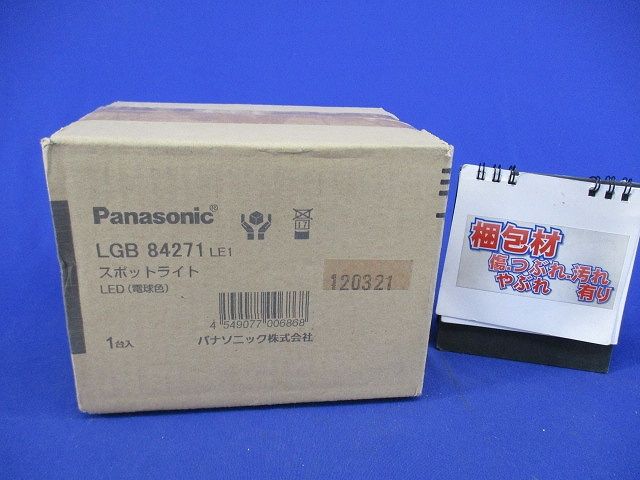 Panasonic®
LGB 84271 LE1
スポットライト
LED(電球色)
120321
4 549077 006868
1台入
パナソニック株式会社
梱包材
傷、つぶれ、汚れ
やぶれ 有り